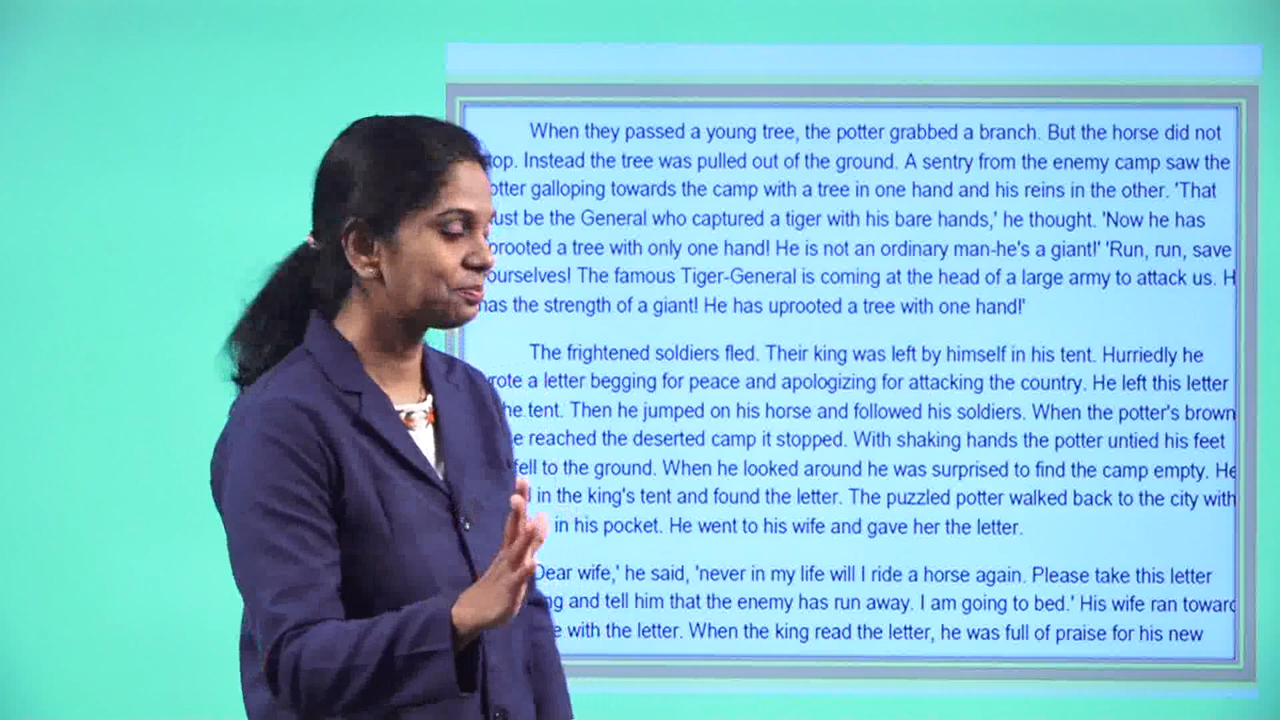 When they passed a young tree, the potter grabbed a branch. But the horse did not
op. Instead the tree was pulled out of the ground. A sentry from the enemy camp saw the
otter galloping towards the camp with a tree in one hand and his reins in the other. 'That
ust be the General who captured a tiger with his bare hands,' he thought. 'Now he has
prooted a tree with only one hand! He is not an ordinary man-he's a giant!' 'Run, run, save
ourselves! The famous Tiger-General is coming at the head of a large army to attack us. H
has the strength of a giant! He has uprooted a tree with one hand!'
The frightened soldiers fled. Their king was left by himself in his tent. Hurriedly he
rote a letter begging for peace and apologizing for attacking the country. He left this letter
he tent. Then he jumped on his horse and followed his soldiers. When the potter's brown
e reached the deserted camp it stopped. With shaking hands the potter untied his feet
fell to the ground. When he looked around he was surprised to find the camp empty. He
in the king's tent and found the letter. The puzzled potter walked back to the city with
in his pocket. He went to his wife and gave her the letter.
Dear wife,' he said, 'never in my life will I ride a horse again. Please take this letter
ng and tell him that the enemy has run away. I am going to bed.' His wife ran toward
e with the letter. When the king read the letter, he was full of praise for his new